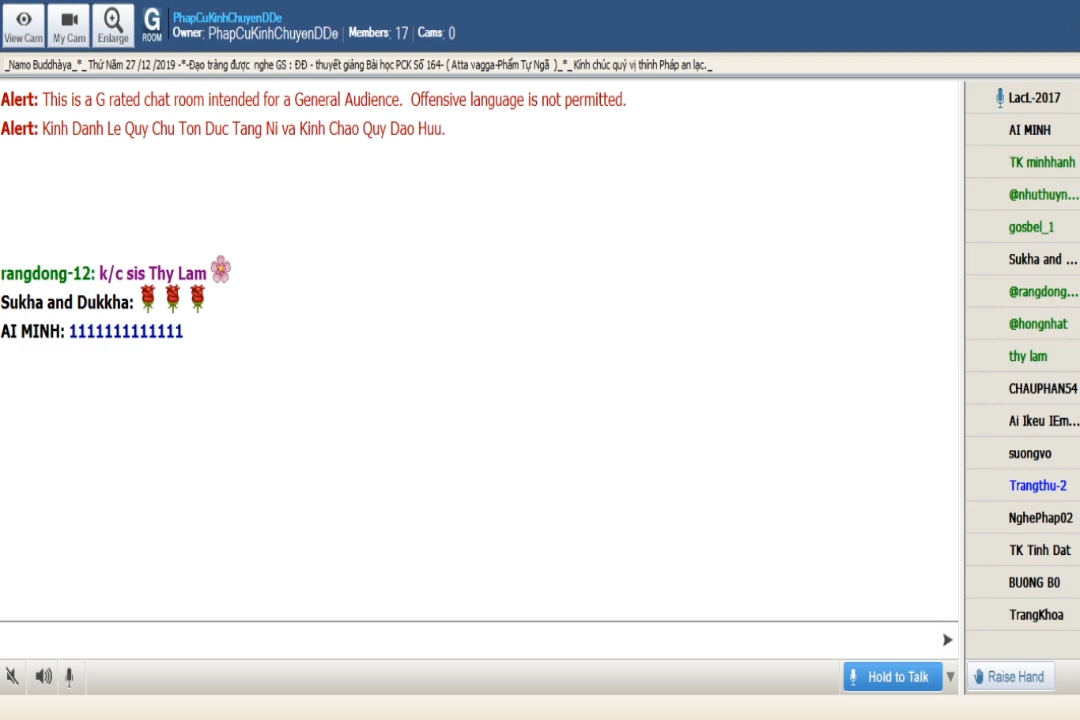 View Cam
My Cam
Enlarge
G
ROOM
PhapCuKinhChuyenDDe
Owner: PhapCuKinhChuyenDDe | Members: 17 | Cams: 0
_Namo Buddhàya_*_ Thứ Năm 27 /12 /2019 -*-Đạo tràng được nghe GS : ĐĐ - thuyết giảng Bài học PCK Số 164- ( Atta vagga-Phẩm Tự Ngã )_*_ Kính chúc quý vị thính Pháp an lạc._
Alert: This is a G rated chat room intended for a General Audience. Offensive language is not permitted.
Alert: Kinh Danh Le Quy Chu Ton Duc Tang Ni va Kinh Chao Quy Dao Huu.
rangdong-12: k/c sis Thy Lam
Sukha and Dukkha:
AI MINH: 1111111111111
LacL-2017
AI MINH
TK minhhanh
@nhuthuyn...
gosbel_1
Sukha and ...
@rangdong...
@hongnhat
thy lam
CHAUPHAN54
Ai Ikeu IEm...
suongvo
Trangthu-2
NghePhap02
TK Tinh Dat
BU0NG B0
TrangKhoa
Hold to Talk
Raise Hand